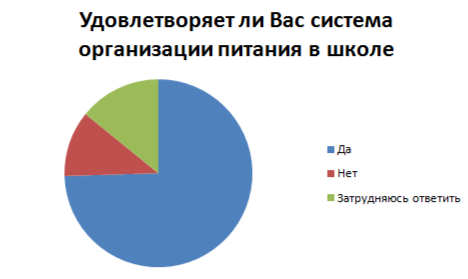 Удовлетворяет ли Вас система
организации питания в школе
Да
Нет
Затрудняюсь ответить